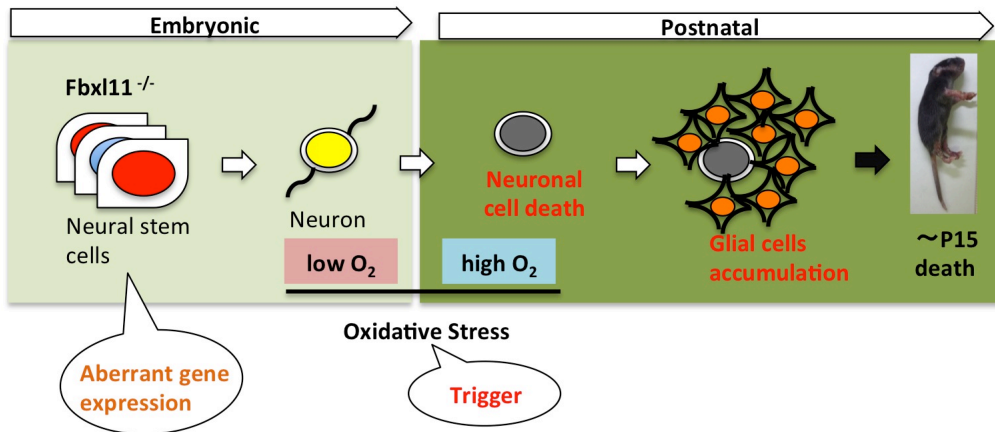 Embryonic
Postnatal
Fbxl11 -/-
Neural stem
cells
Neuron
low O2
high O2
Neuronal
cell death
Glial cells
accumulation
~P15
death
Oxidative Stress
Aberrant gene
expression
Trigger